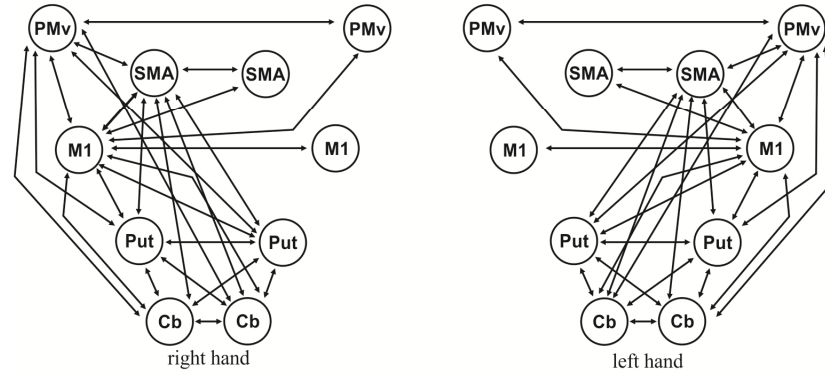 PMv PMv PMv PMv
SMA SMA SMA SMA
M1 M1 M1 M1
Put Put Put Put
Cb Cb Cb Cb
right hand left hand